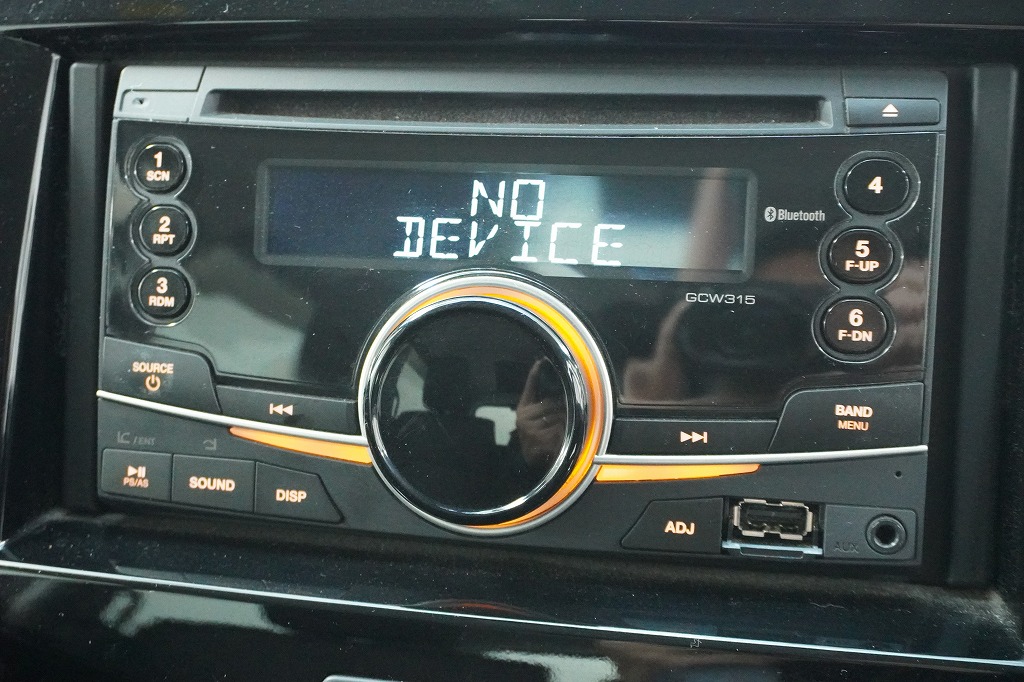 1
SCN
2
RPT
3
RDM
NO
DEVICE
Bluetooth
GCW315
4
5
F-UP
6
F-DN
SOURCE
BAND
MENU
/ENT
PS/AS
SOUND
DISP
ADJ
AUX